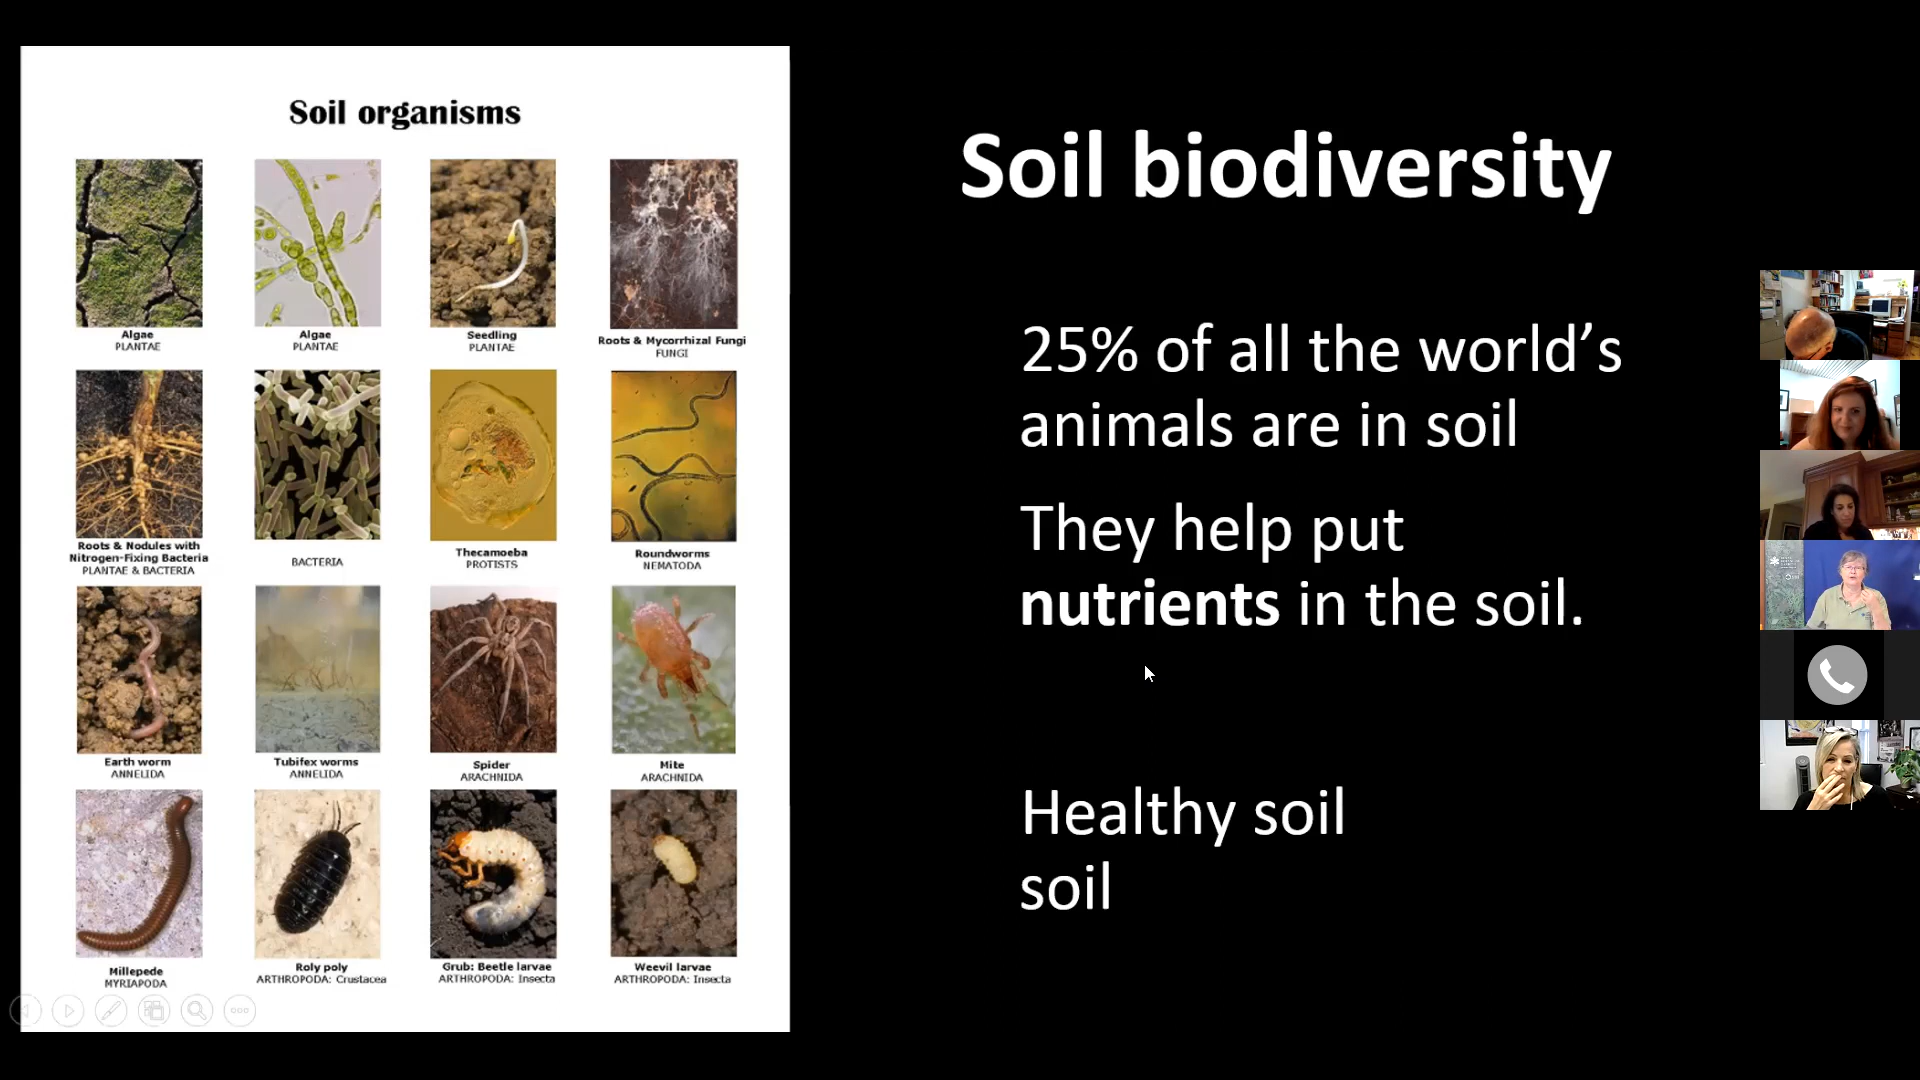 Soil organisms
Algae
PLANTAE
Algae
PLANTAE
Seedling
PLANTAE
Roots & Mycorrhizal Fungi
FUNGI
Roots & Nodules with
Nitrogen-Fixing Bacteria
PLANTAE & BACTERIA
BACTERIA
Thecamoeba
PROTISTS
Roundworms
NEMATODA
Earth worm
ANNELIDA
Tubifex worms
ANNELIDA
Spider
ARACHNIDA
Mite
ARACHNIDA
Millepede
MYRIAPODA
Roly poly
ARTHROPODA: Crustacea
Grub: Beetle larvae
ARTHROPODA: Insecta
Weevil larvae
ARTHROPODA: Insecta
Soil biodiversity
25% of all the world’s
animals are in soil
They help put
nutrients in the soil.
Healthy soil
soil